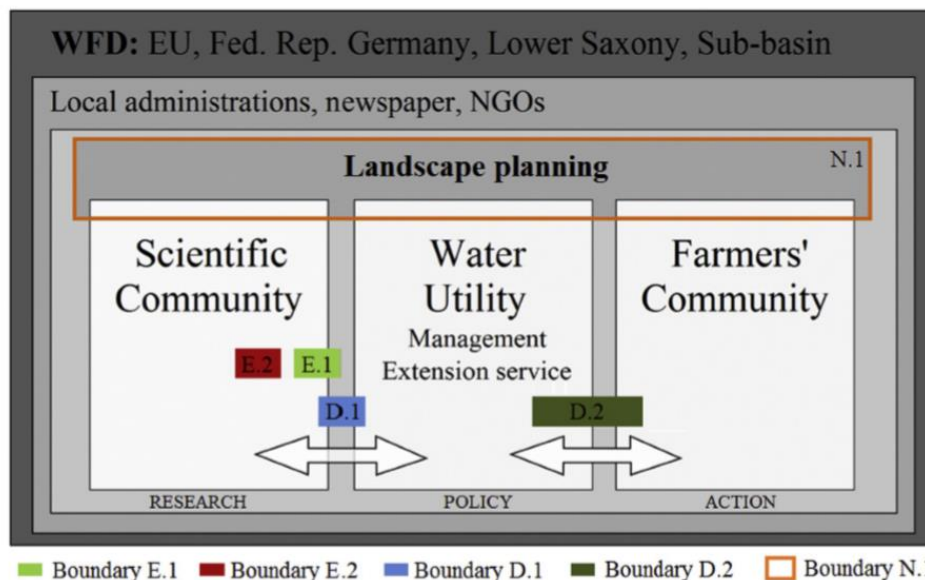 WFD: EU, Fed. Rep. Germany, Lower Saxony, Sub-basin
Local administrations, newspaper, NGOs
Landscape planning
N.1
Scientific
Community
Water
Utility
Management
Extension service
Farmers'
Community
E.2
E.1
D.1
D.2
RESEARCH
POLICY
ACTION
Boundary E.1 Boundary E.2 Boundary D.1 Boundary D.2 Boundary N.1